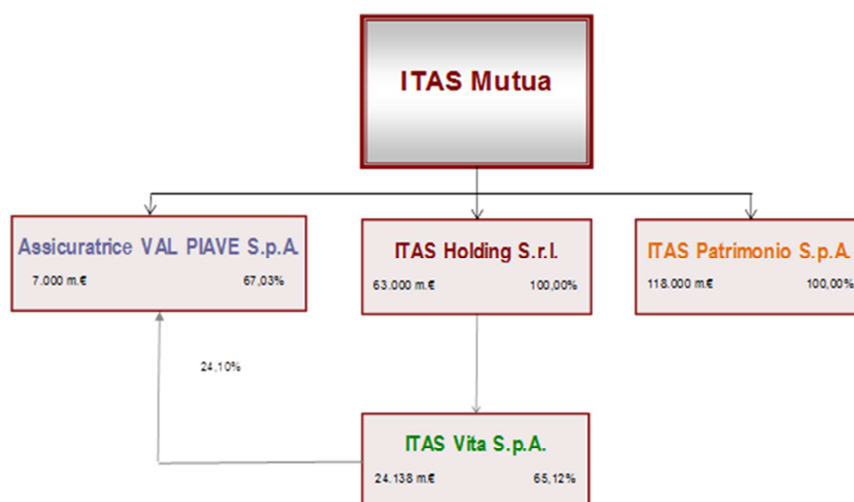 ITAS Mutua
Assicuratrice VAL PIAVE S.p.A.
7.000 m.€ 67,03%
ITAS Holding S.r.l.
63.000 m.€ 100,00%
ITAS Patrimonio S.p.A.
118.000 m.€ 100,00%
24,10%
ITAS Vita S.p.A.
24.138 m.€ 65,12%